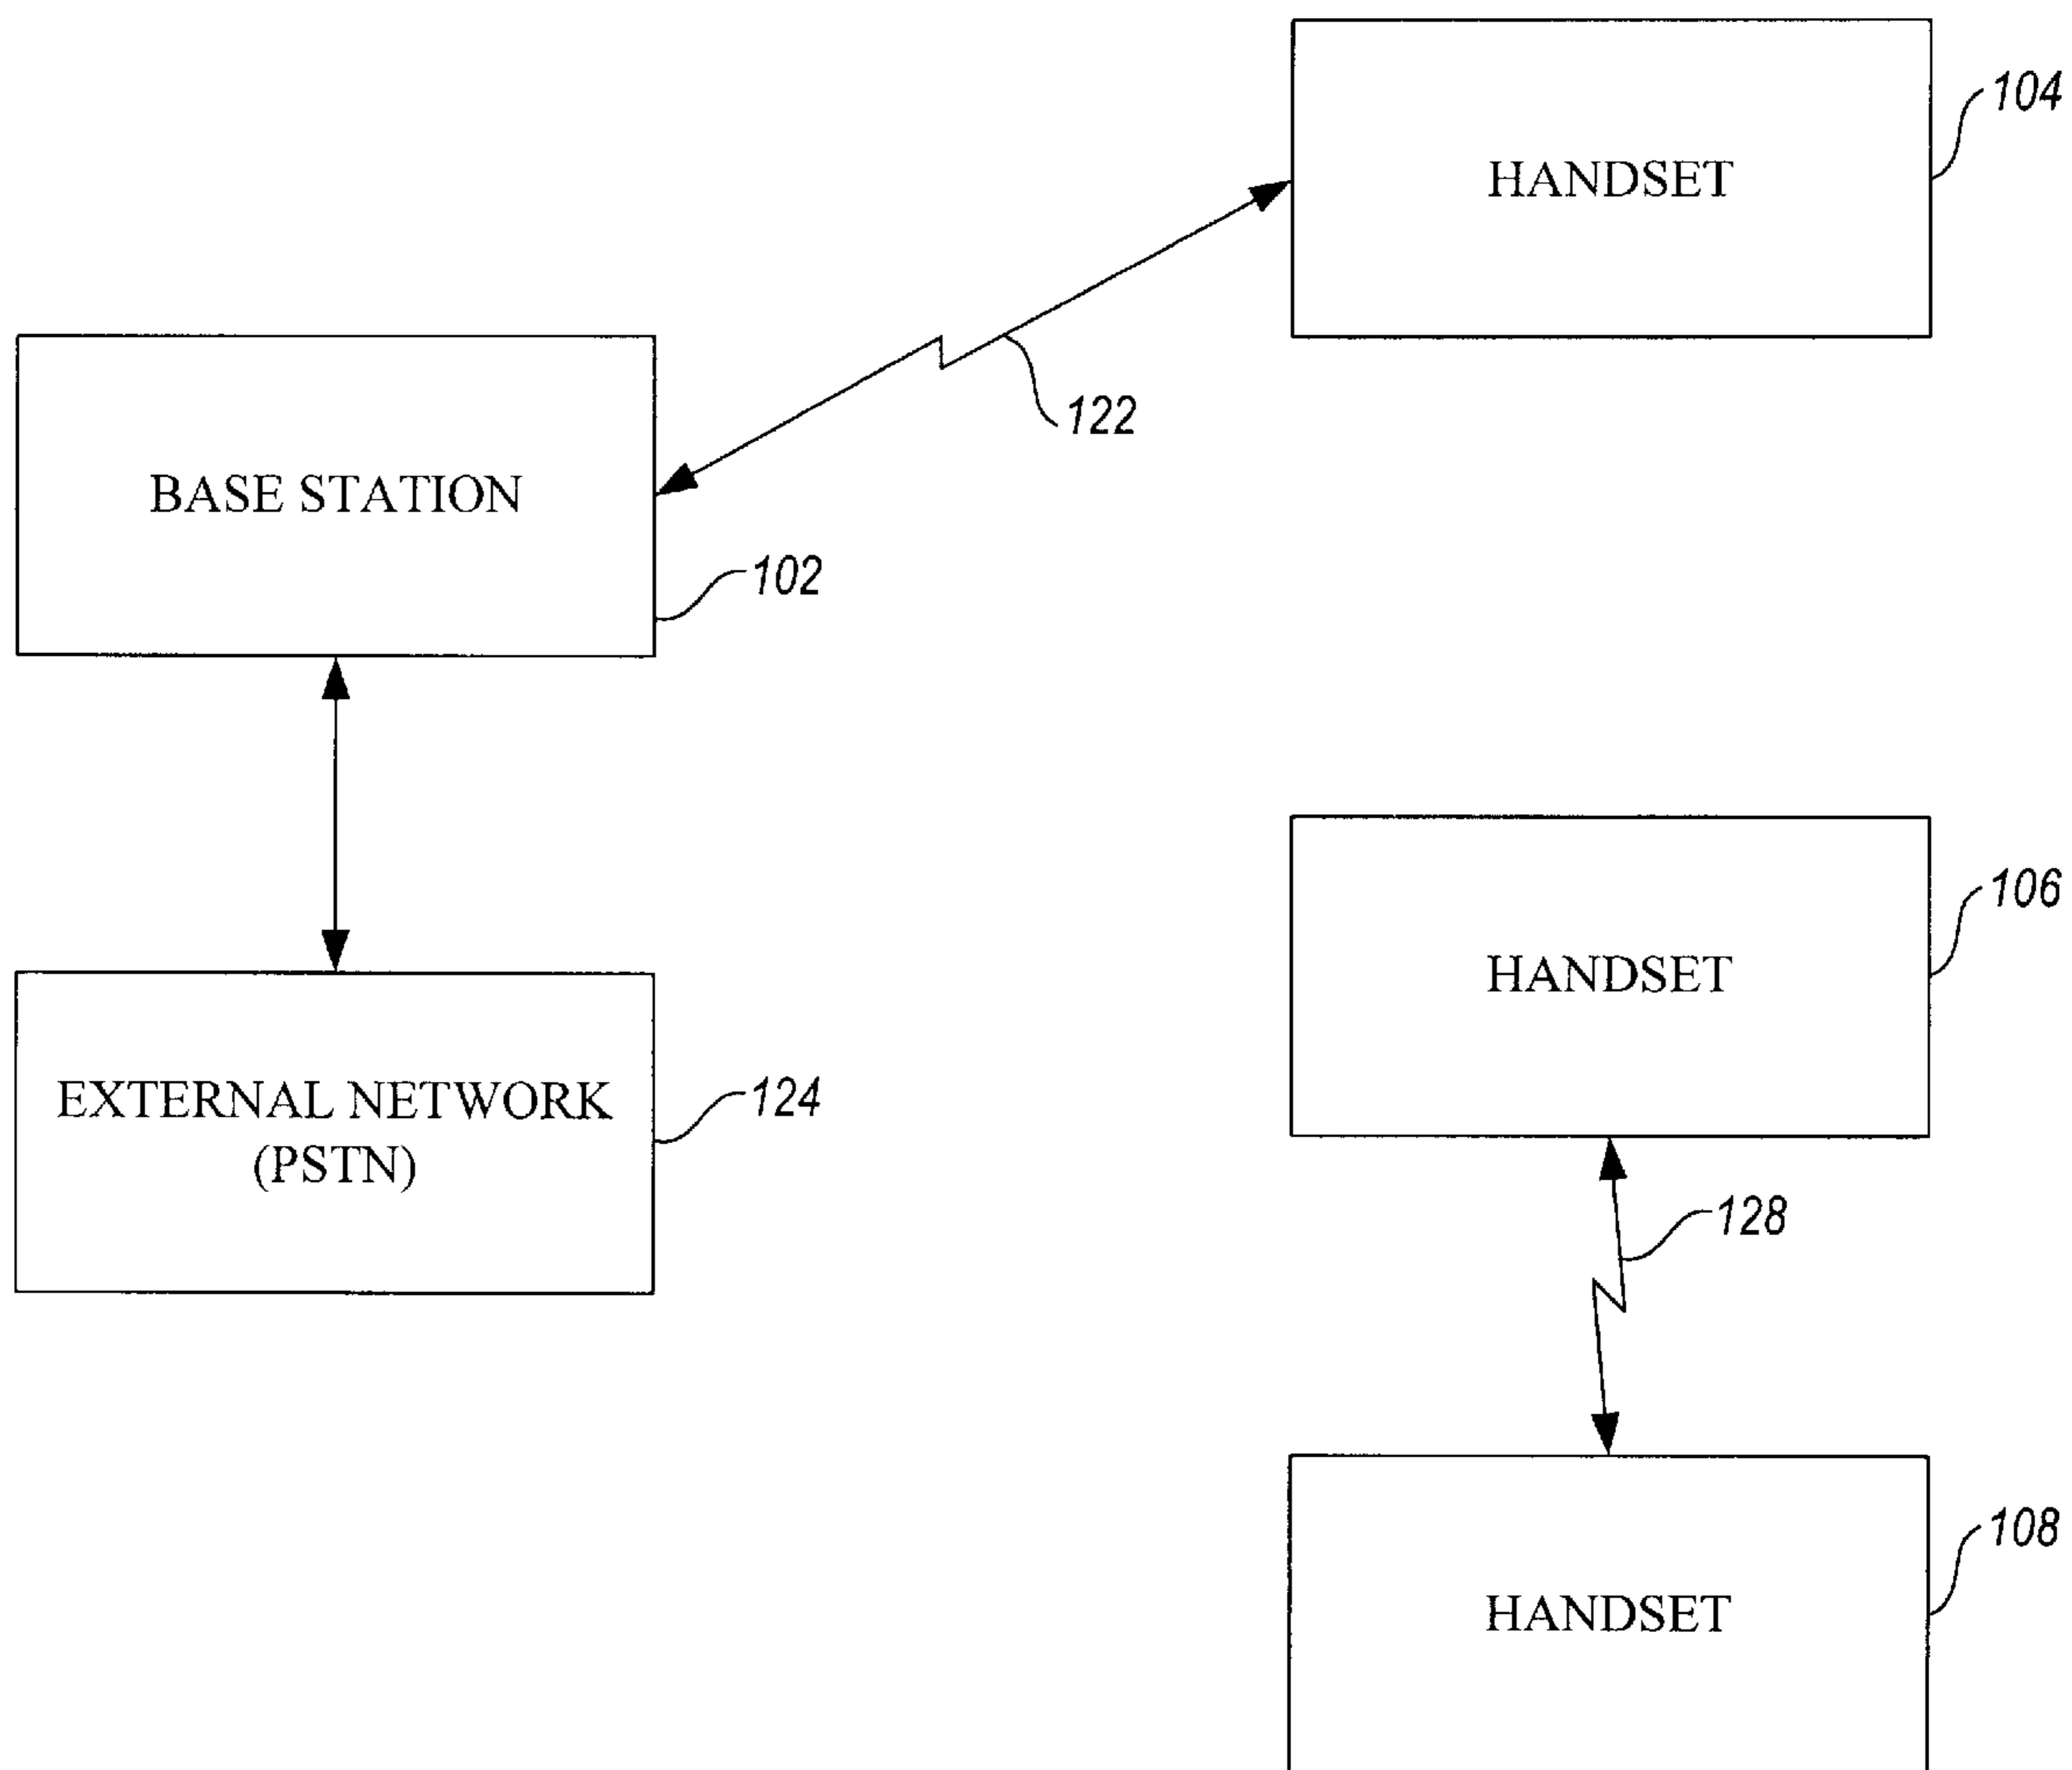 HANDSET
104
122
BASE STATION
102
HANDSET
106
EXTERNAL NETWORK
(PSTN)
124
128
HANDSET
108